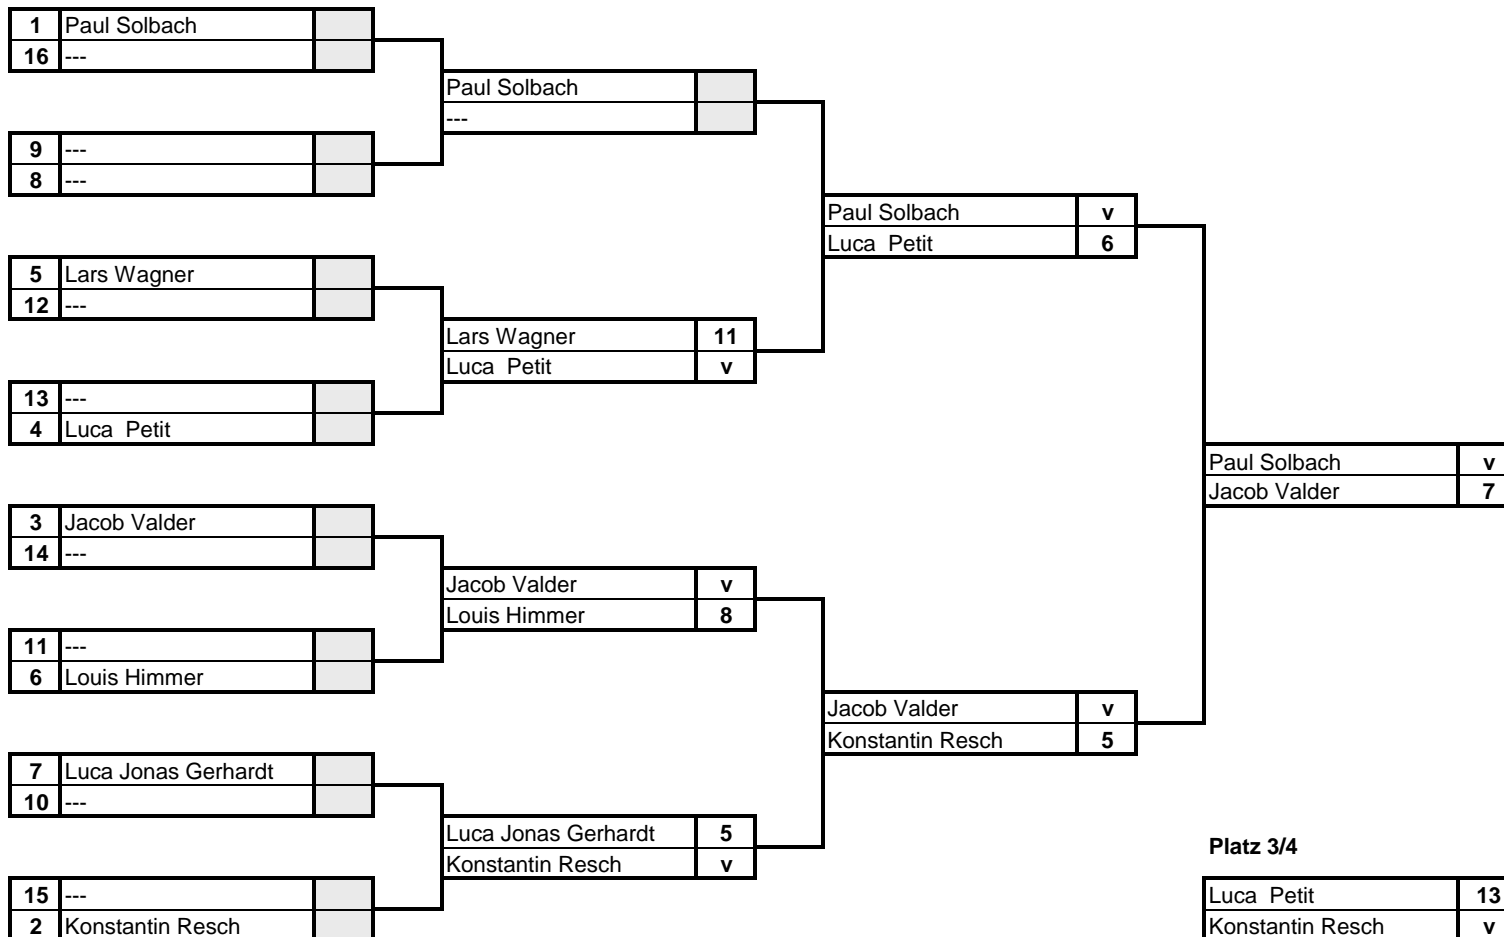 1 Paul Solbach
16 ---
Paul Solbach
---
9 ---
8 ---
Paul Solbach v
Luca Petit 6
5 Lars Wagner
12 ---
Lars Wagner 11
Luca Petit v
13 ---
4 Luca Petit
Paul Solbach v
Jacob Valder 7
3 Jacob Valder
14 ---
Jacob Valder v
Louis Himmer 8
11 ---
6 Louis Himmer
Jacob Valder v
Konstantin Resch 5
7 Luca Jonas Gerhardt
10 ---
Luca Jonas Gerhardt 5
Konstantin Resch v
Platz 3/4
15 ---
2 Konstantin Resch
Luca Petit 13
Konstantin Resch v